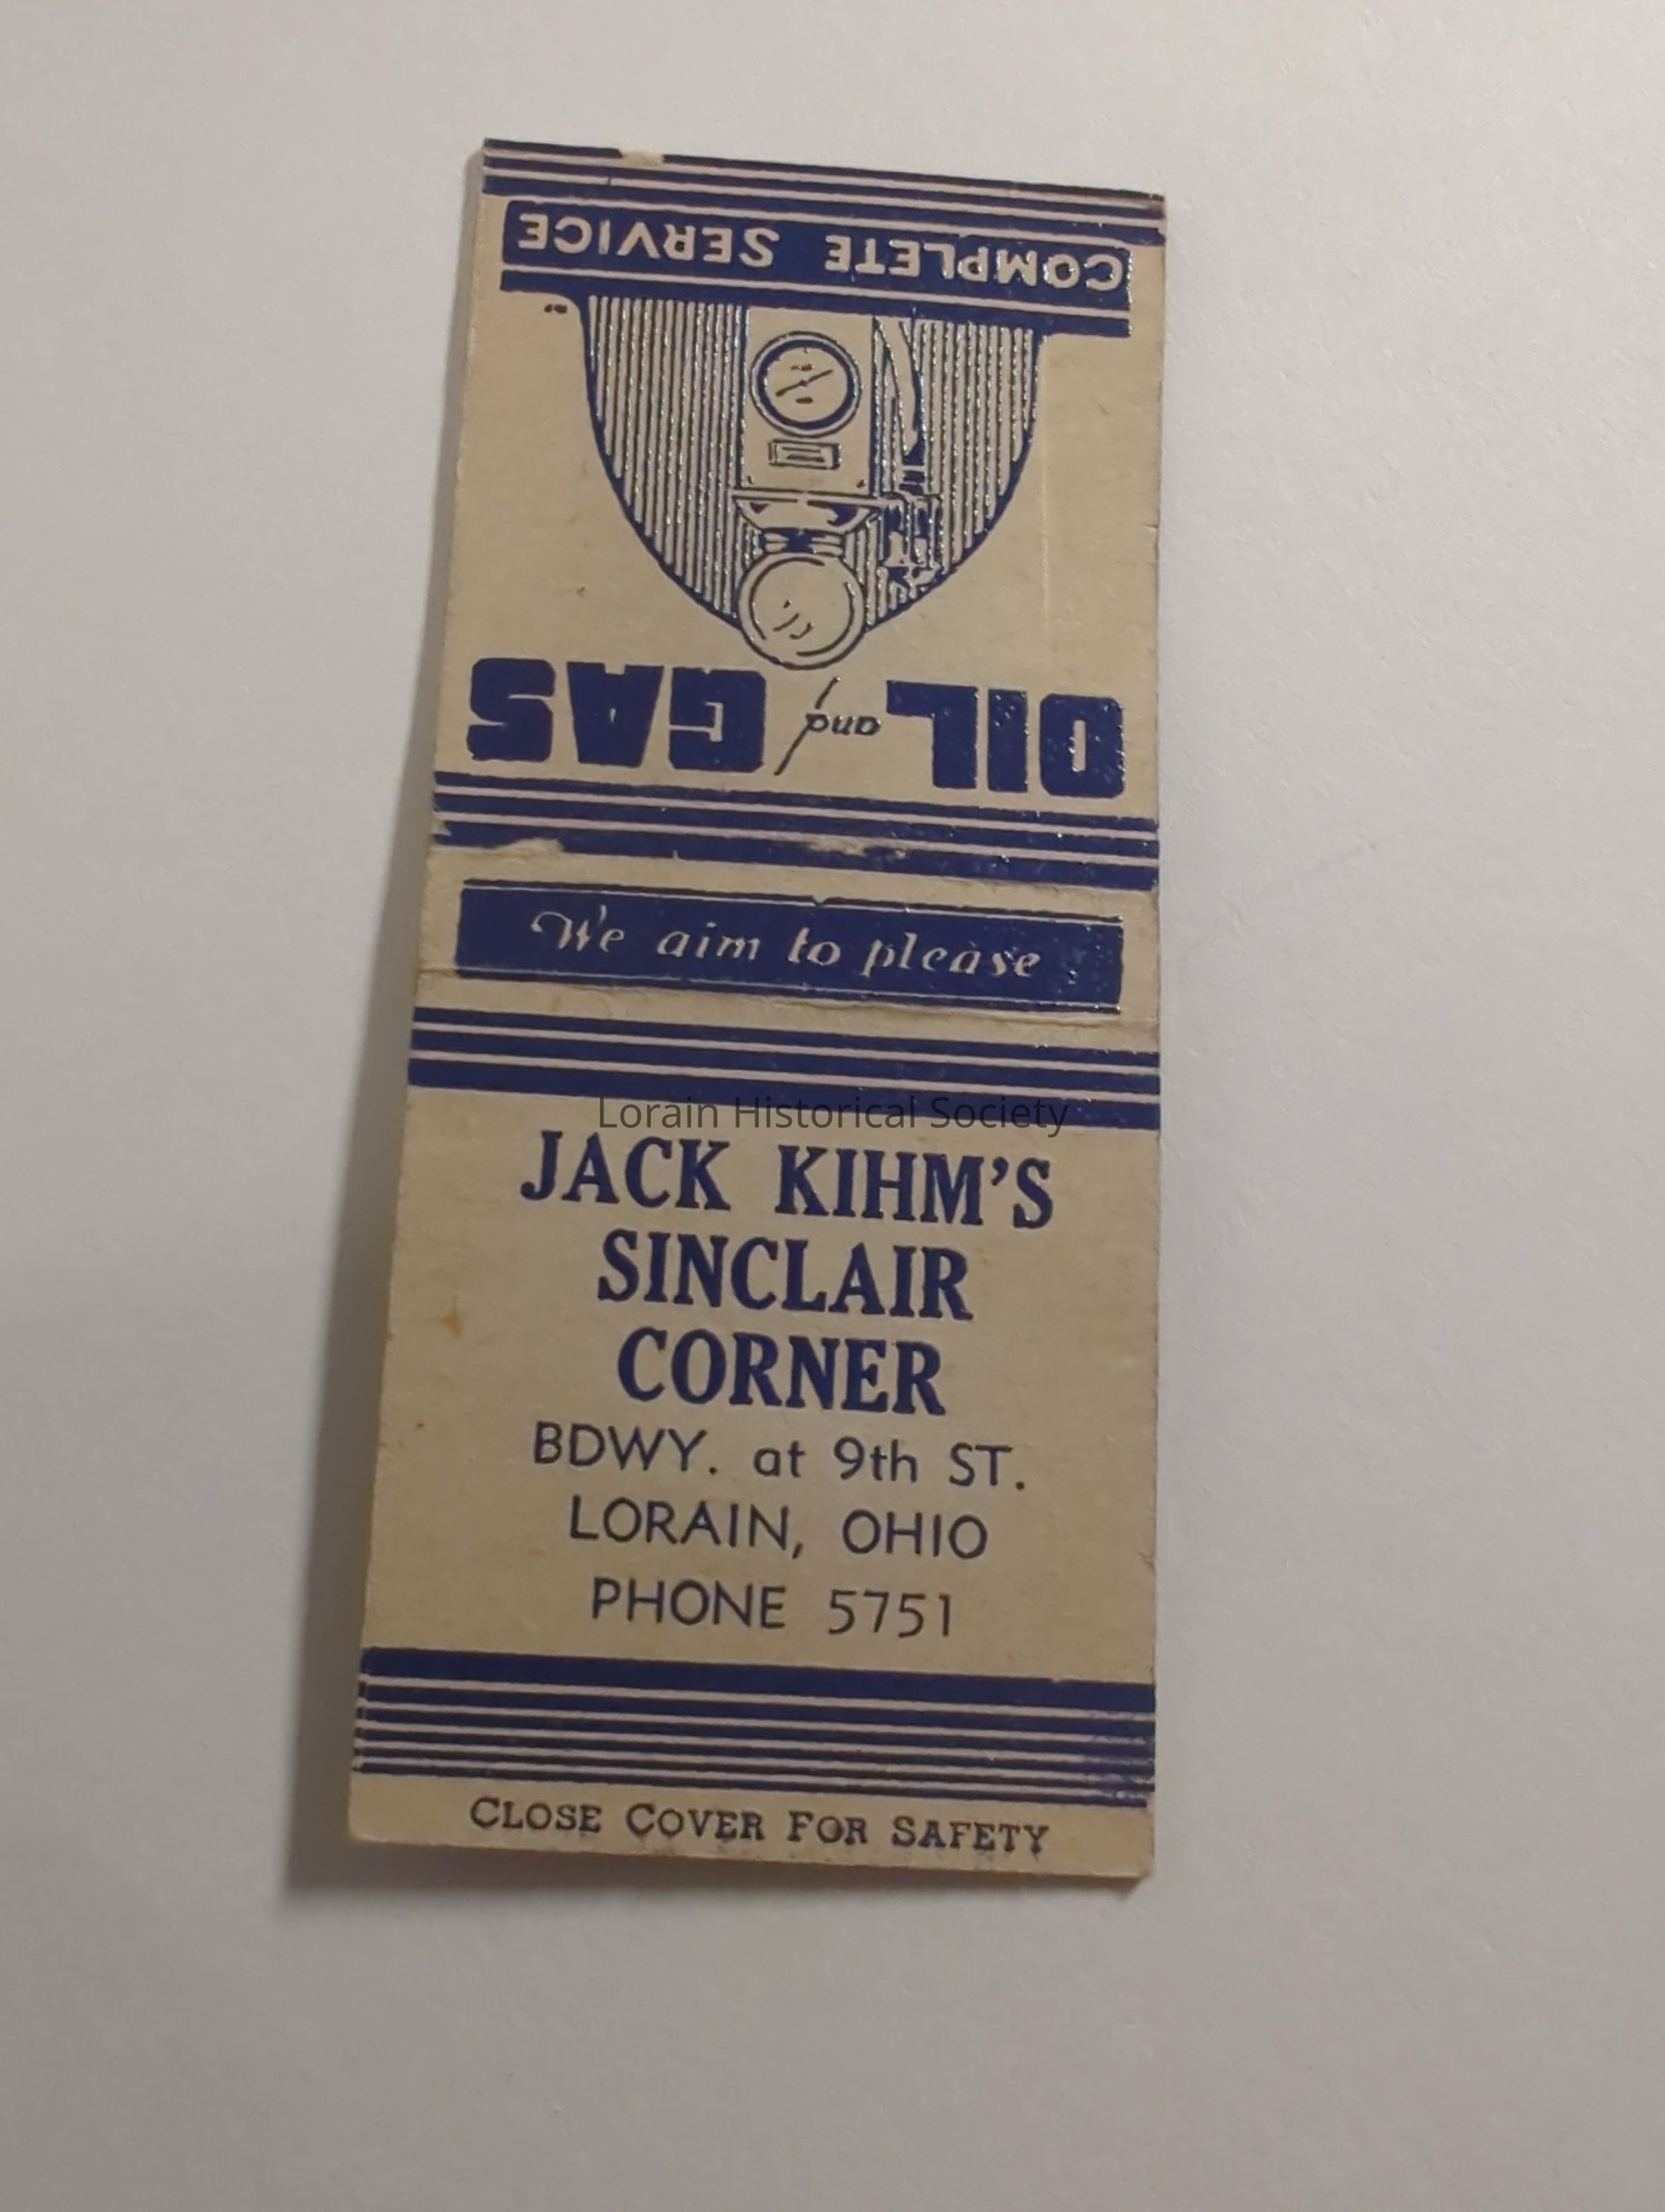 COMPLETE SERVICE
OIL and GAS
We aim to please
Lorain Historical Society
JACK KIHM'S
SINCLAIR
CORNER
BDWY. at 9th ST.
LORAIN, OHIO
PHONE 5751
CLOSE COVER FOR SAFETY